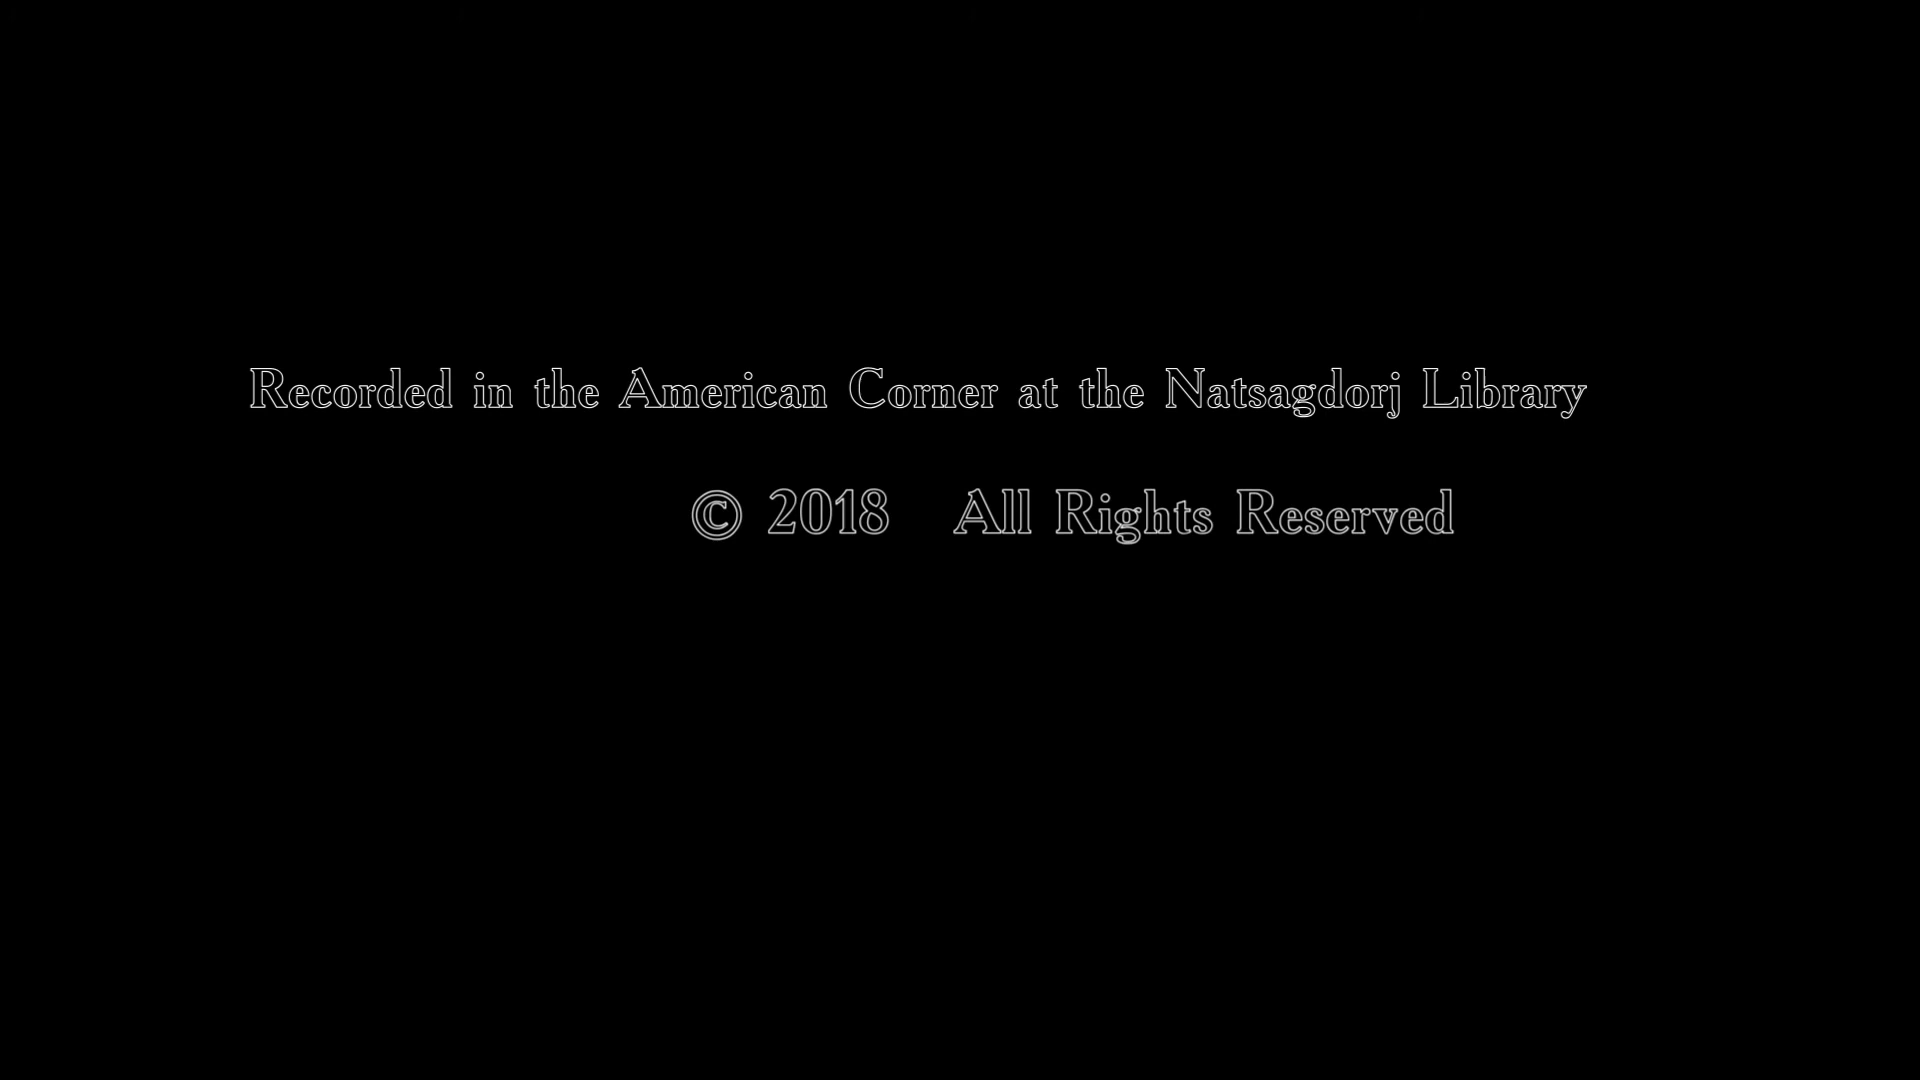 Recorded in the American Corner at the Natsagdorj Library
© 2018 All Rights Reserved